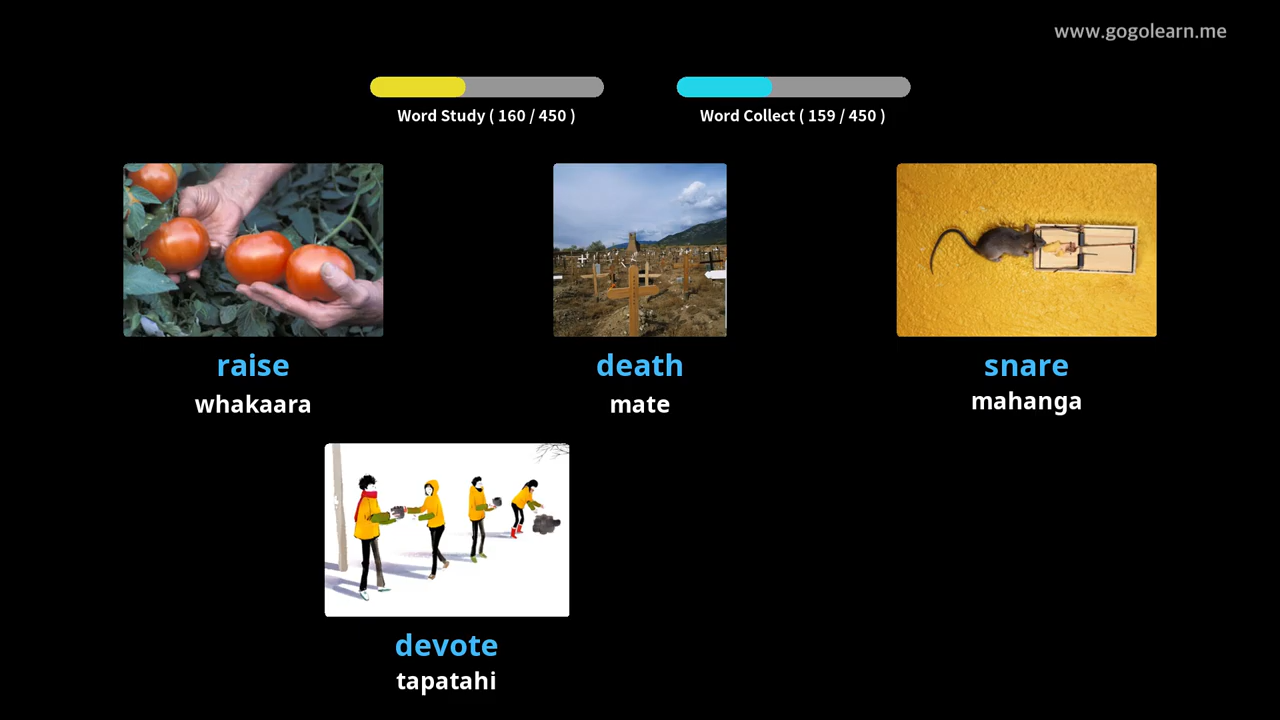 www.gogolearn.me
Word Study ( 160 / 450 )
Word Collect ( 159 / 450 )
raise
whakaara
death
mate
snare
mahanga
devote
tapatahi